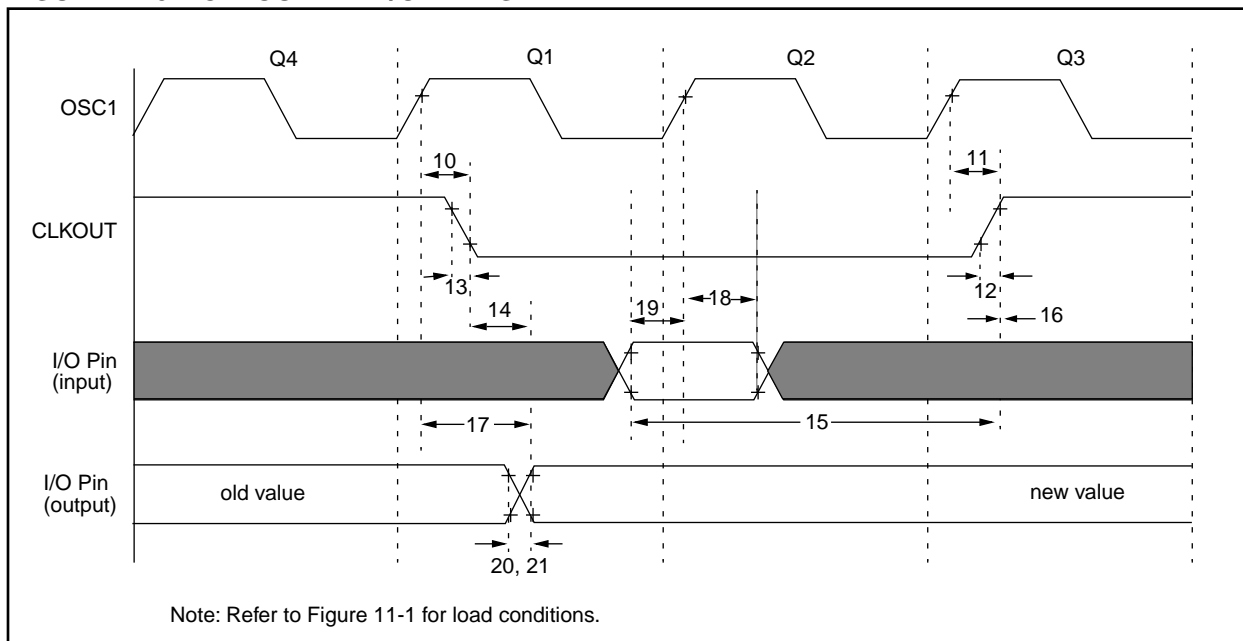 Q4 Q1 Q2 Q3
OSC1
10 11
CLKOUT
13 12
14 19 18 16
I/O Pin
(input)
17 15
I/O Pin
(output)
old value new value
20, 21
Note: Refer to Figure 11-1 for load conditions.